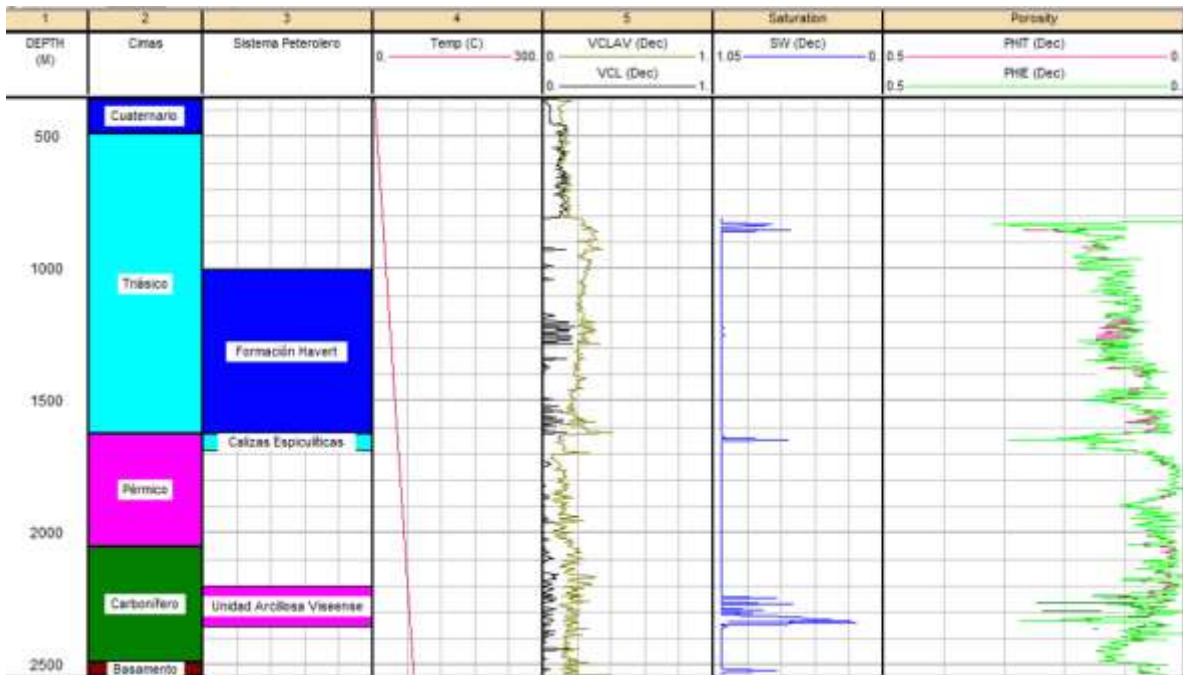 1 2 3 4 5 Saturation Porosity
DEPTH (M) Cimas Sistema Peterolero Temp (C) VCLAV (Dec) SW (Dec) PHIT (Dec)
0. 300. 0. 1. 1.05 0. 0.5 0.
VCL (Dec) PHIE (Dec)
0. 1. 0.5 0.
Cuaternario
500
1000
Triásico
Formación Havert
1500
Calizas Espiculíticas
Pérmico
2000
Carbonífero Unidad Arcillosa Viseense
2500
Basamento